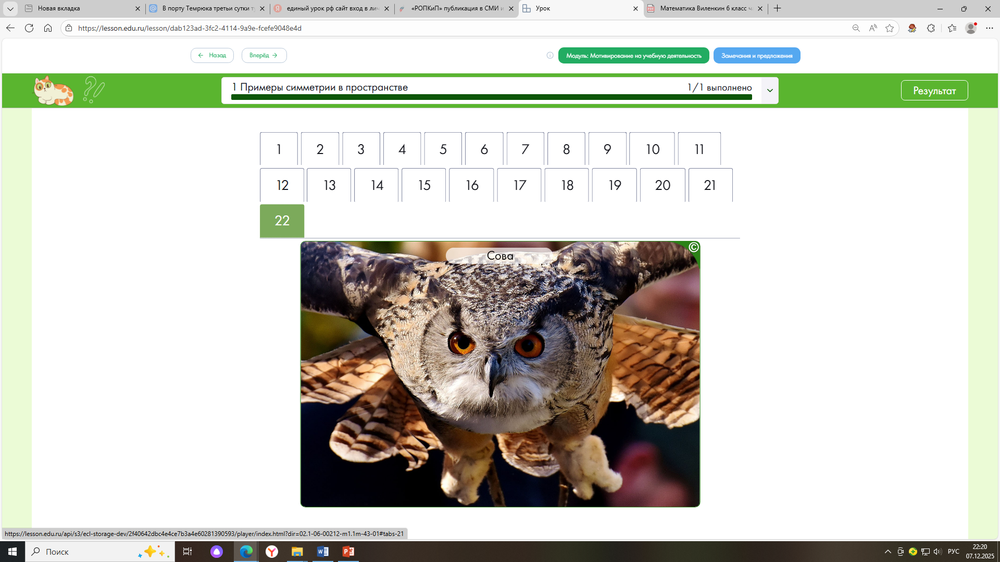 Новая вкладка
В порту Темрюка третьи сутки т
единый урок рф сайт вход в лич
«РОПКиП» публикация в СМИ и
Урок
Математика Виленкин 6 класс ч
https://lesson.edu.ru/lesson/dab123ad-3fc2-4114-9a9e-fcefe9048e4d
← Назад
Вперёд →
Модуль: Мотивирование на учебную деятельность
Замечания и предложения
1 Примеры симметрии в пространстве
1/1 выполнено
Результат
1 2 3 4 5 6 7 8 9 10 11
12 13 14 15 16 17 18 19 20 21
22
Сова
©
https://lesson.edu.ru/api/s3/ecl-storage-dev/2f40642dbc4e4ce7b3a4e60281390593/player/index.html?dir=02.1-06-00212-m1.1m-43-01#tabs-21
Поиск
РУС
22:20
07.12.2025